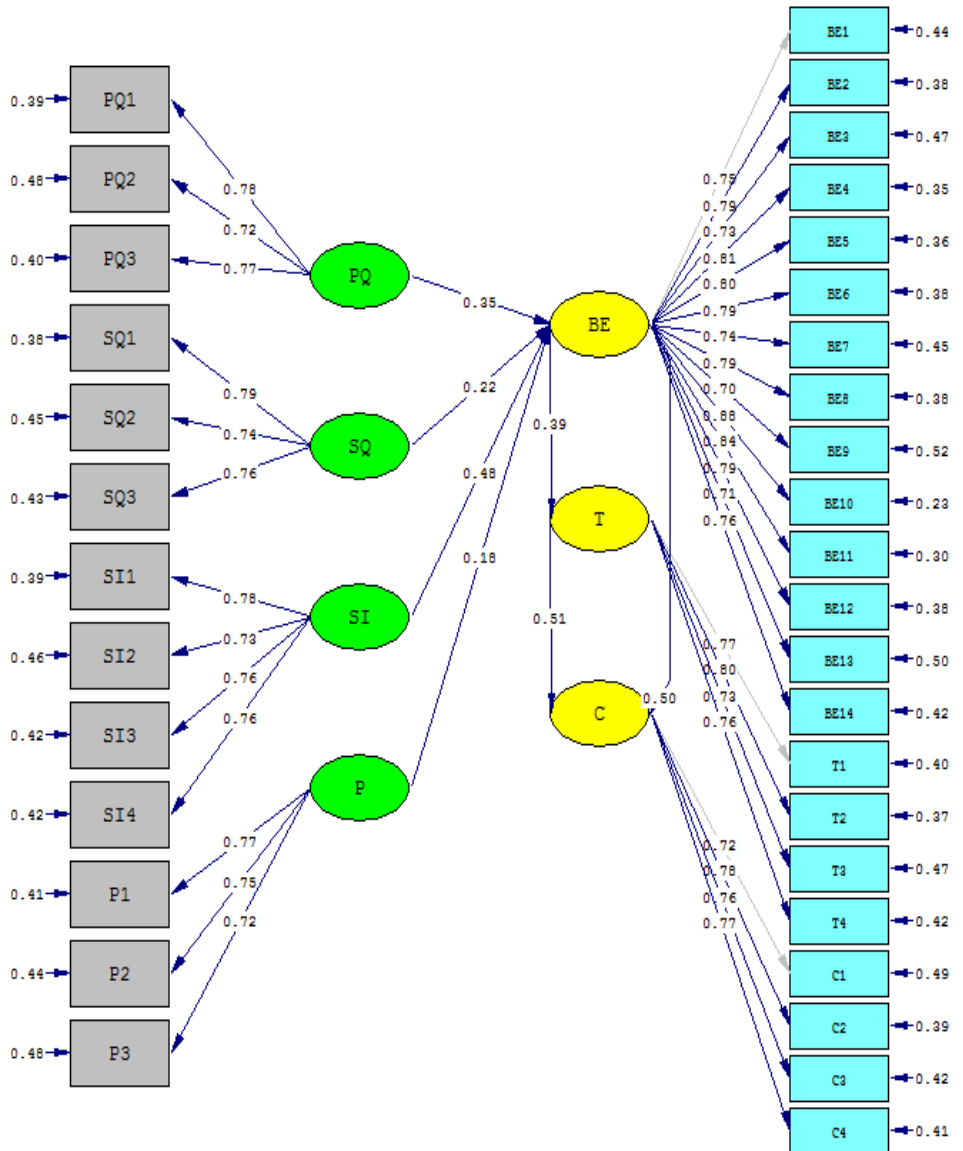 0.39 PQ1
0.48 PQ2
0.40 PQ3
0.38 SQ1
0.45 SQ2
0.43 SQ3
0.39 SI1
0.46 SI2
0.42 SI3
0.42 SI4
0.41 P1
0.44 P2
0.48 P3
0.78
0.72
0.77
0.79
0.74
0.76
0.78
0.73
0.76
0.76
0.77
0.75
0.72
PQ
SQ
SI
P
0.35
0.22
0.48
0.18
BE
0.39
T
0.51
C
0.50
0.75
0.79
0.73
0.81
0.80
0.79
0.74
0.79
0.70
0.88
0.84
0.79
0.71
0.76
0.77
0.80
0.73
0.76
0.72
0.78
0.76
0.77
BE1 0.44
BE2 0.38
BE3 0.47
BE4 0.35
BE5 0.36
BE6 0.38
BE7 0.45
BE8 0.38
BE9 0.52
BE10 0.23
BE11 0.30
BE12 0.38
BE13 0.50
BE14 0.42
T1 0.40
T2 0.37
T3 0.47
T4 0.42
C1 0.49
C2 0.39
C3 0.42
C4 0.41